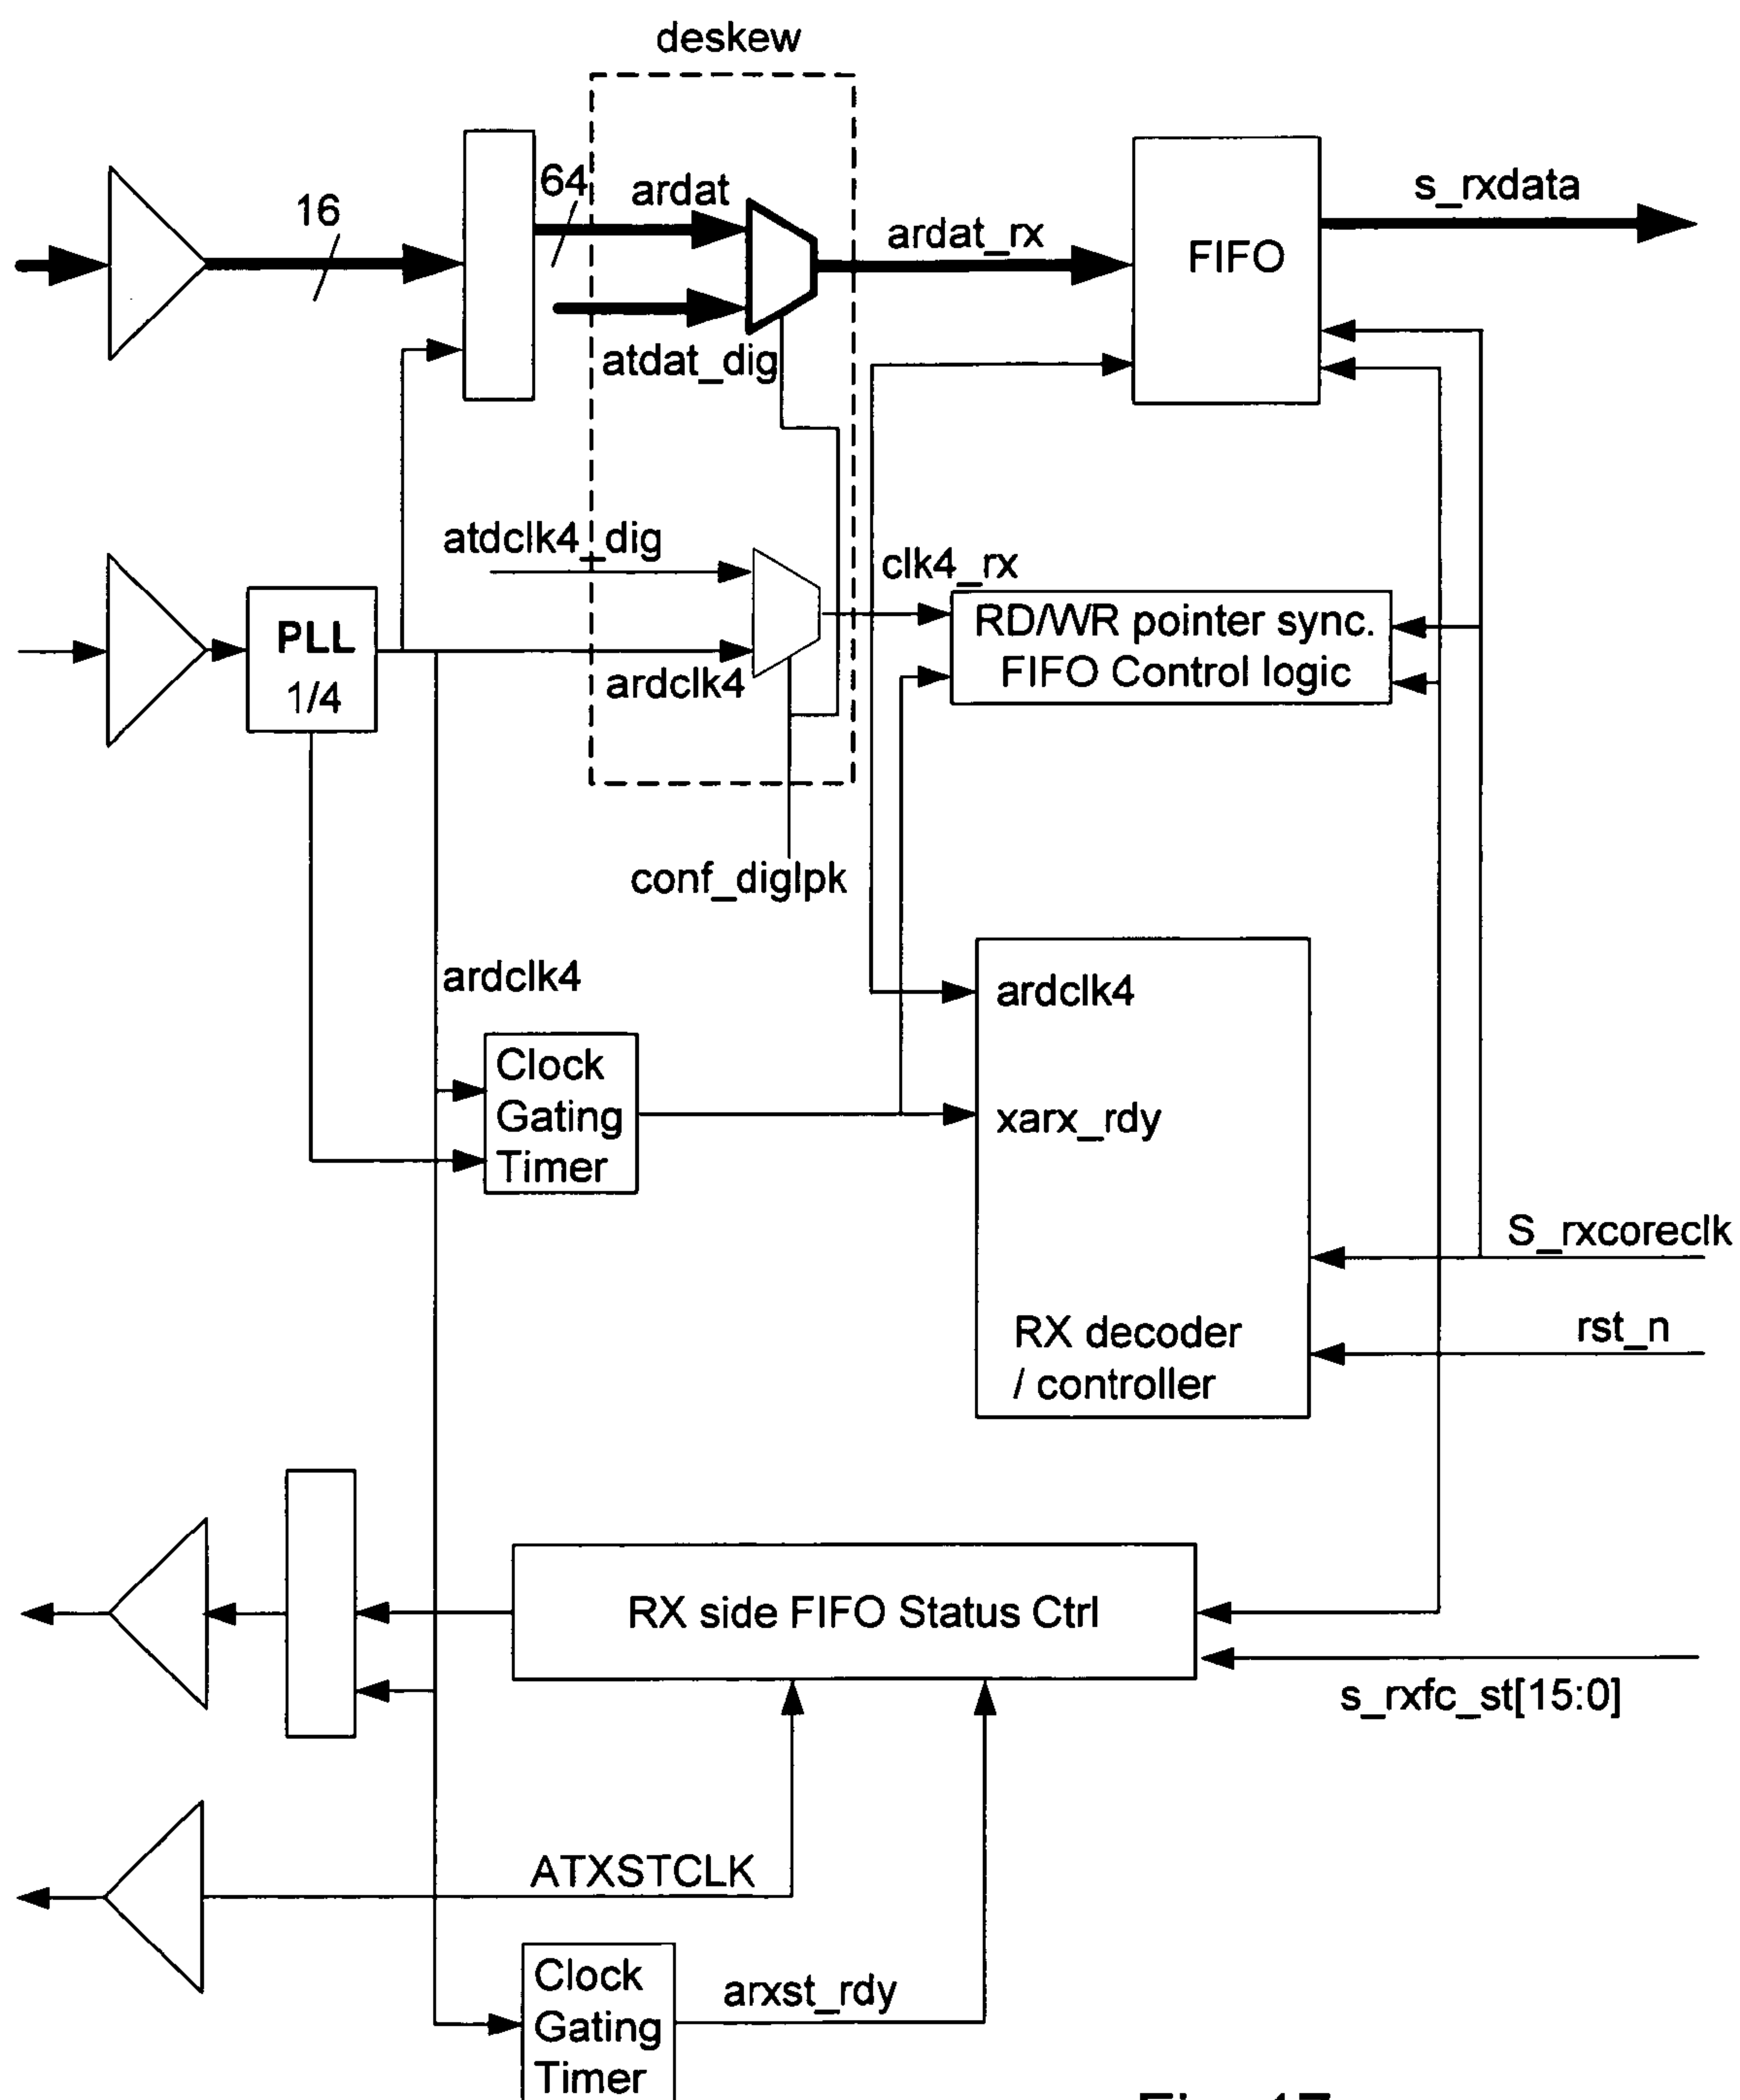 deskew
16
64
ardat
ardat_rx
s_rxdata
FIFO
atdat_dig
atdclk4_dig
clk4_rx
PLL
1/4
ardclk4
RD/WR pointer sync.
FIFO Control logic
conf_diglpk
ardclk4
ardclk4
Clock
Gating
Timer
xarx_rdy
S_rxcoreclk
rst_n
RX decoder
/ controller
RX side FIFO Status Ctrl
s_rxfc_st[15:0]
ATXSTCLK
Clock
Gating
Timer
arxst_rdy